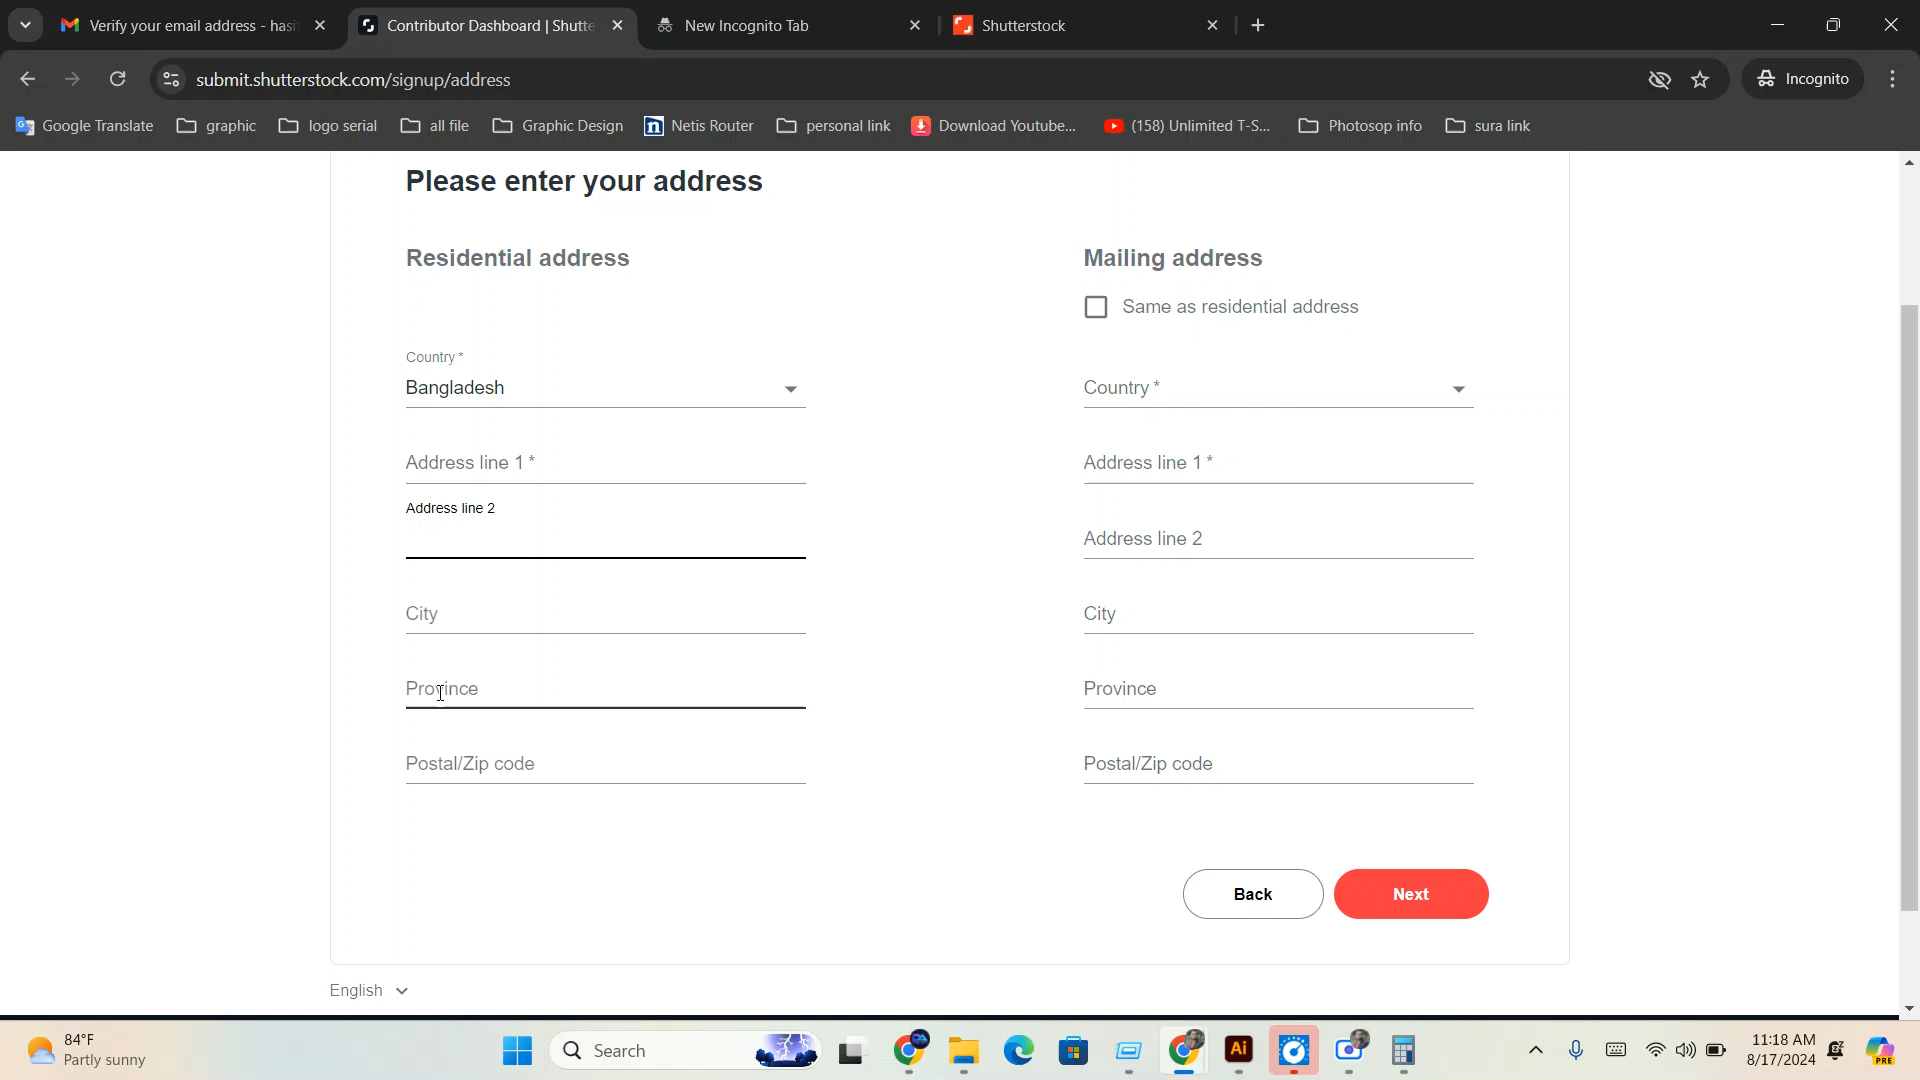 Verify your email address - hasi
Contributor Dashboard | Shutte
New Incognito Tab
Shutterstock
submit.shutterstock.com/signup/address
Incognito
Google Translate
graphic
logo serial
all file
Graphic Design
Netis Router
personal link
Download Youtube...
(158) Unlimited T-S...
Photosop info
sura link
Please enter your address
Residential address
Mailing address
Same as residential address
Country *
Bangladesh
Country *
Address line 1 *
Address line 1 *
Address line 2
Address line 2
City
City
Province
Province
Postal/Zip code
Postal/Zip code
Back
Next
English
84°F
Partly sunny
Search
Ai
11:18 AM
8/17/2024
PRE